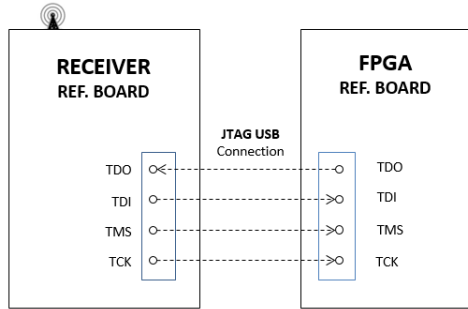 RECEIVER
REF. BOARD
FPGA
REF. BOARD
JTAG USB
Connection
TDO
TDO
TDI
TDI
TMS
TMS
TCK
TCK